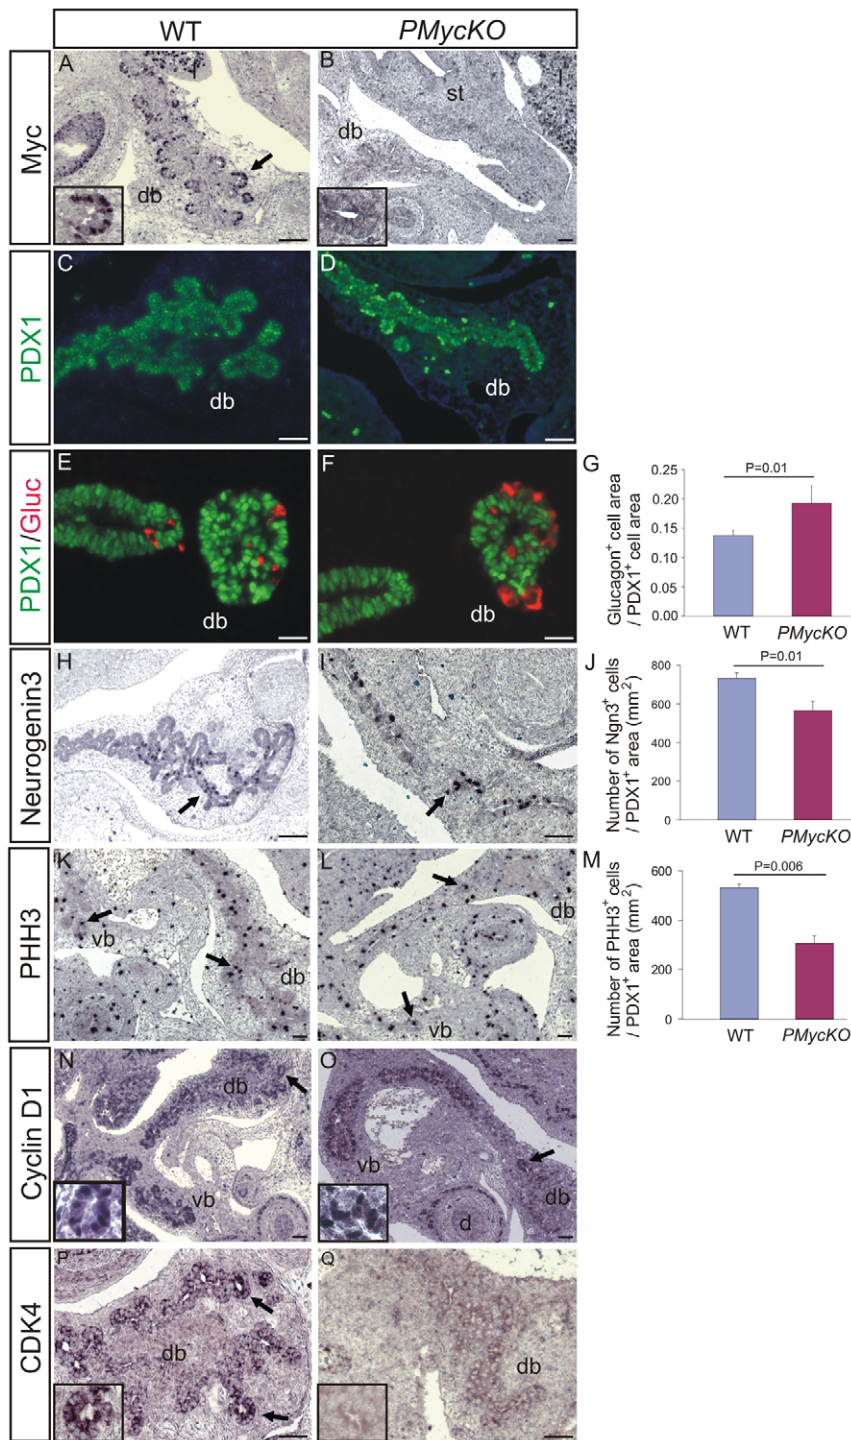 WT
PMycKO
Myc
A
l
db
B
st
l
db
PDX1
C
db
D
db
PDX1/Gluc
E
db
F
db
G
P=0.01
0.25
0.20
0.15
0.10
0.05
0.00
Glucagon⁺ cell area
/ PDX1⁺ cell area
WT
PMycKO
Neurogenin3
H
I
J
P=0.01
800
600
400
200
0
Number of Ngn3⁺ cells
/ PDX1⁺ area (mm²)
WT
PMycKO
PHH3
K
vb
db
L
db
vb
M
P=0.006
600
400
200
0
Number of PHH3⁺ cells
/ PDX1⁺ area (mm²)
WT
PMycKO
Cyclin D1
N
db
vb
O
vb
db
d
CDK4
P
db
Q
db